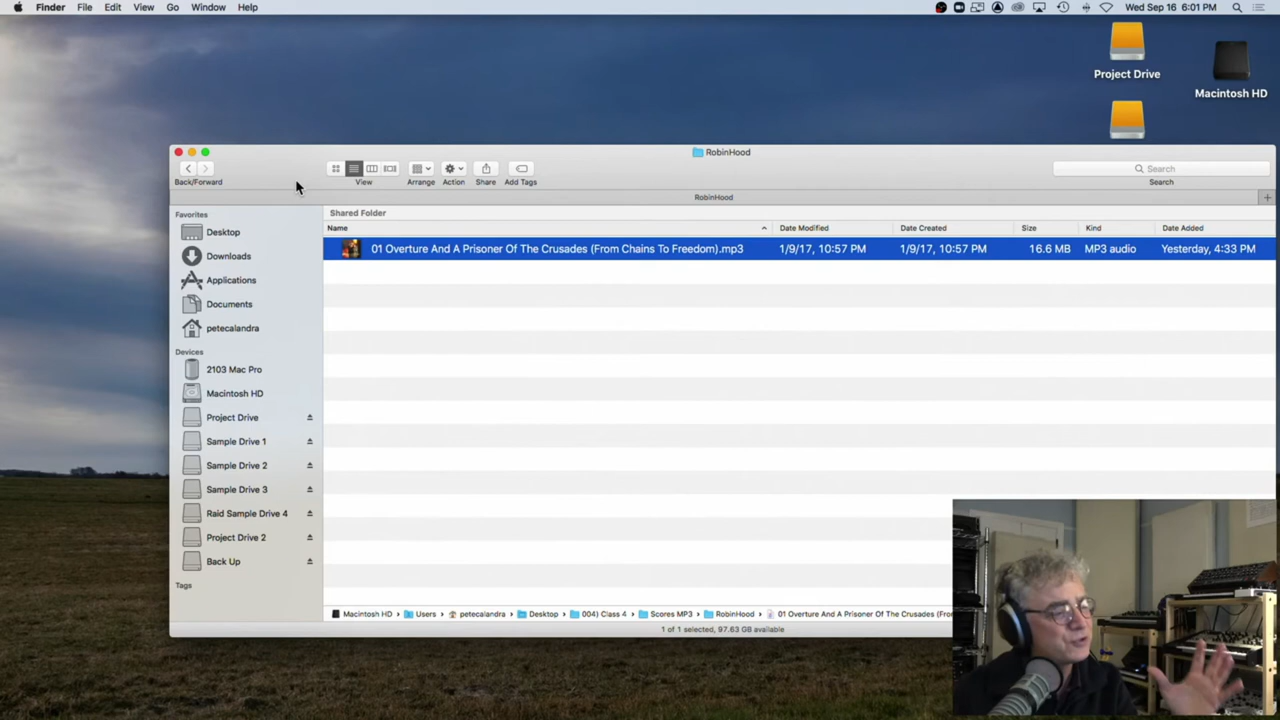 Finder File Edit View Go Window Help Wed Sep 16 6:01 PM
Project Drive
Macintosh HD
RobinHood
Back/Forward View Arrange Action Share Add Tags Search
Search
RobinHood
Favorites
Desktop
Downloads
Applications
Documents
petecalandra
Devices
2103 Mac Pro
Macintosh HD
Project Drive
Sample Drive 1
Sample Drive 2
Sample Drive 3
Raid Sample Drive 4
Project Drive 2
Back Up
Tags
Shared Folder
Name Date Modified Date Created Size Kind Date Added
01 Overture And A Prisoner Of The Crusades (From Chains To Freedom).mp3 1/9/17, 10:57 PM 1/9/17, 10:57 PM 16.6 MB MP3 audio Yesterday, 4:33 PM
Macintosh HD › Users › petecalandra › Desktop › 004) Class 4 › Scores MP3 › RobinHood › 01 Overture And A Prisoner Of The Crusades (Fro
1 of 1 selected, 97.63 GB available